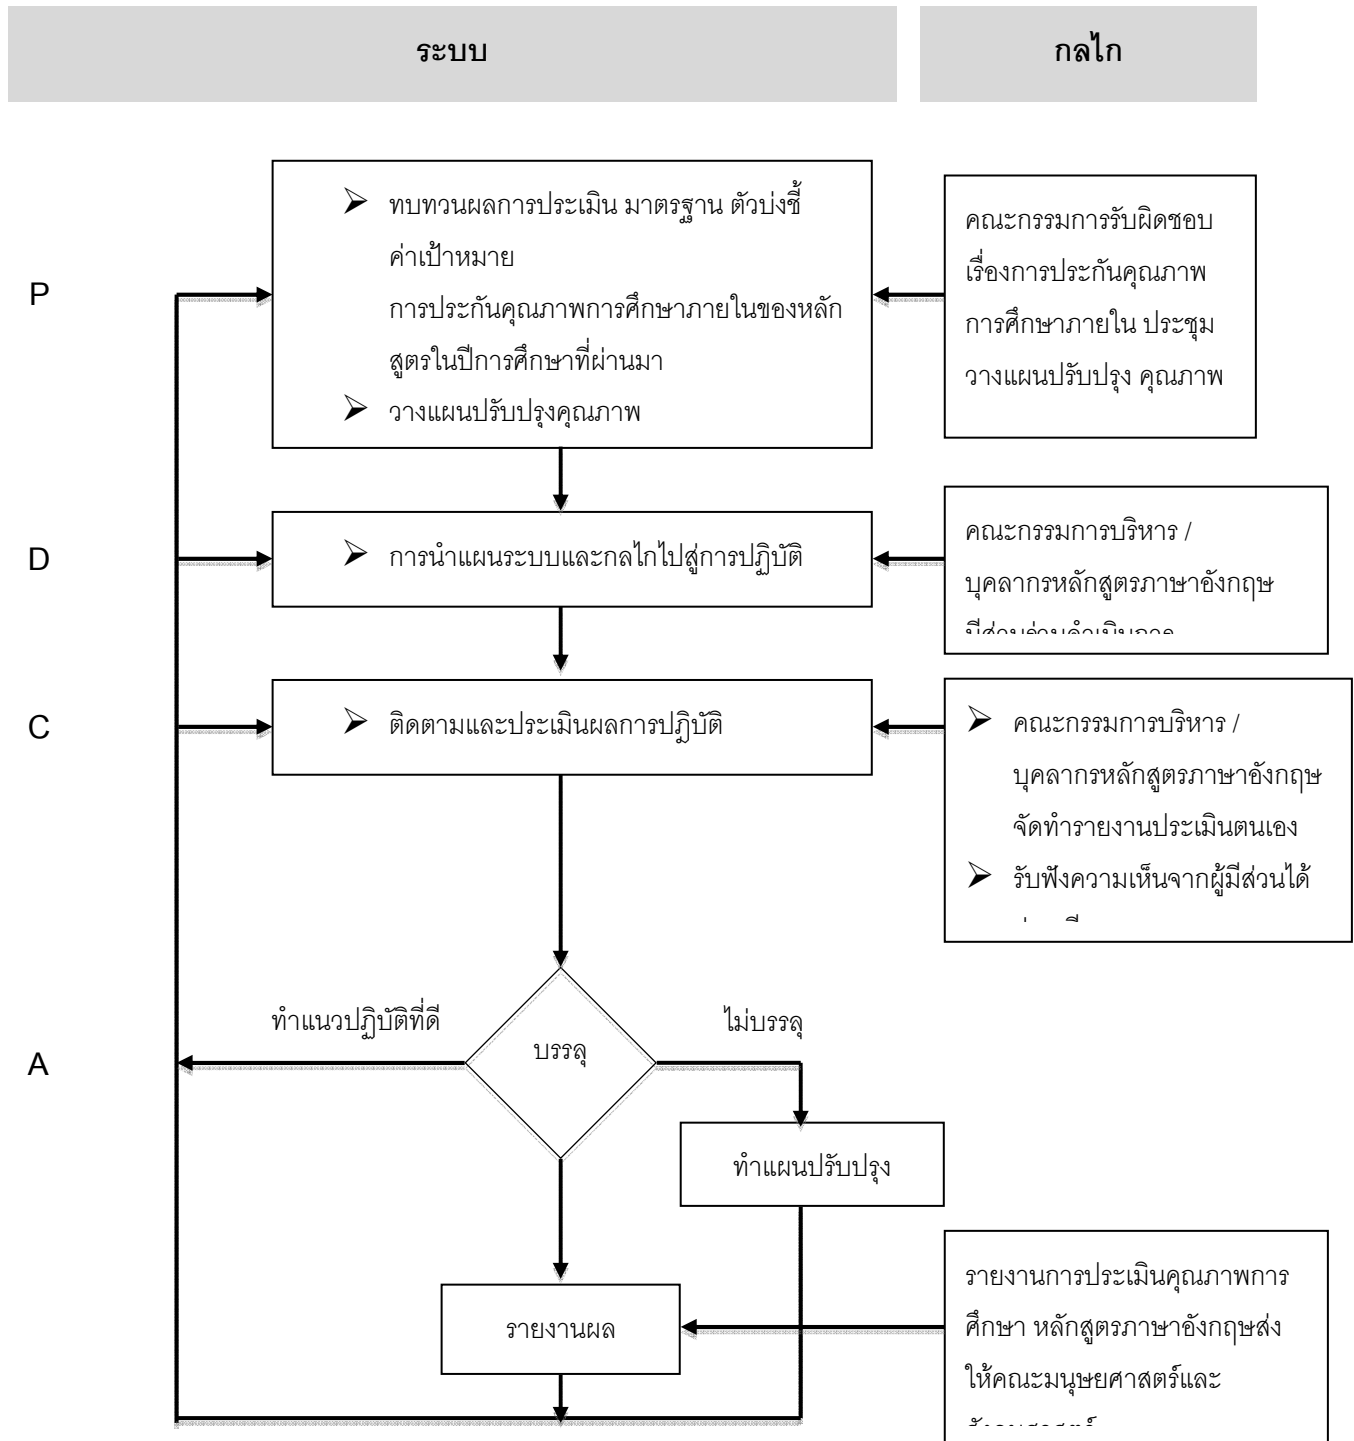 ระบบ
กลไก
P
➢ ทบทวนผลการประเมิน มาตรฐาน ตัวบ่งชี้
ค่าเป้าหมาย
การประกันคุณภาพการศึกษาภายในของหลัก
สูตรในปีการศึกษาที่ผ่านมา
➢ วางแผนปรับปรุงคุณภาพ
คณะกรรมการรับผิดชอบ
เรื่องการประกันคุณภาพ
การศึกษาภายใน ประชุม
วางแผนปรับปรุง คุณภาพ
D
➢ การนำแผนระบบและกลไกไปสู่การปฏิบัติ
คณะกรรมการบริหาร /
บุคลากรหลักสูตรภาษาอังกฤษ
C
➢ ติดตามและประเมินผลการปฏิบัติ
➢ คณะกรรมการบริหาร /
บุคลากรหลักสูตรภาษาอังกฤษ
จัดทำรายงานประเมินตนเอง
➢ รับฟังความเห็นจากผู้มีส่วนได้
A
ทำแนวปฏิบัติที่ดี
บรรลุ
ไม่บรรลุ
ทำแผนปรับปรุง
รายงานผล
รายงานการประเมินคุณภาพการ
ศึกษา หลักสูตรภาษาอังกฤษส่ง
ให้คณะมนุษยศาสตร์และ